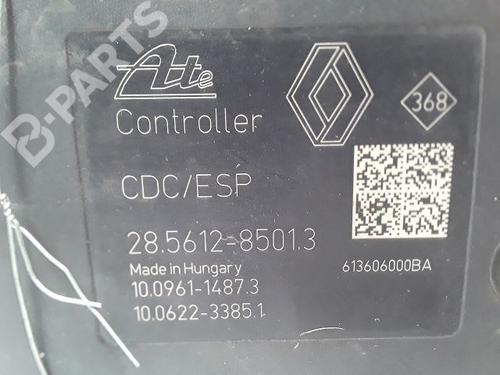 B-PARTS
Ate
368
Controller
CDC/ESP
28.5612-8501.3
Made in Hungary
613606000BA
10.0961-1487.3
10.0622-3385.1